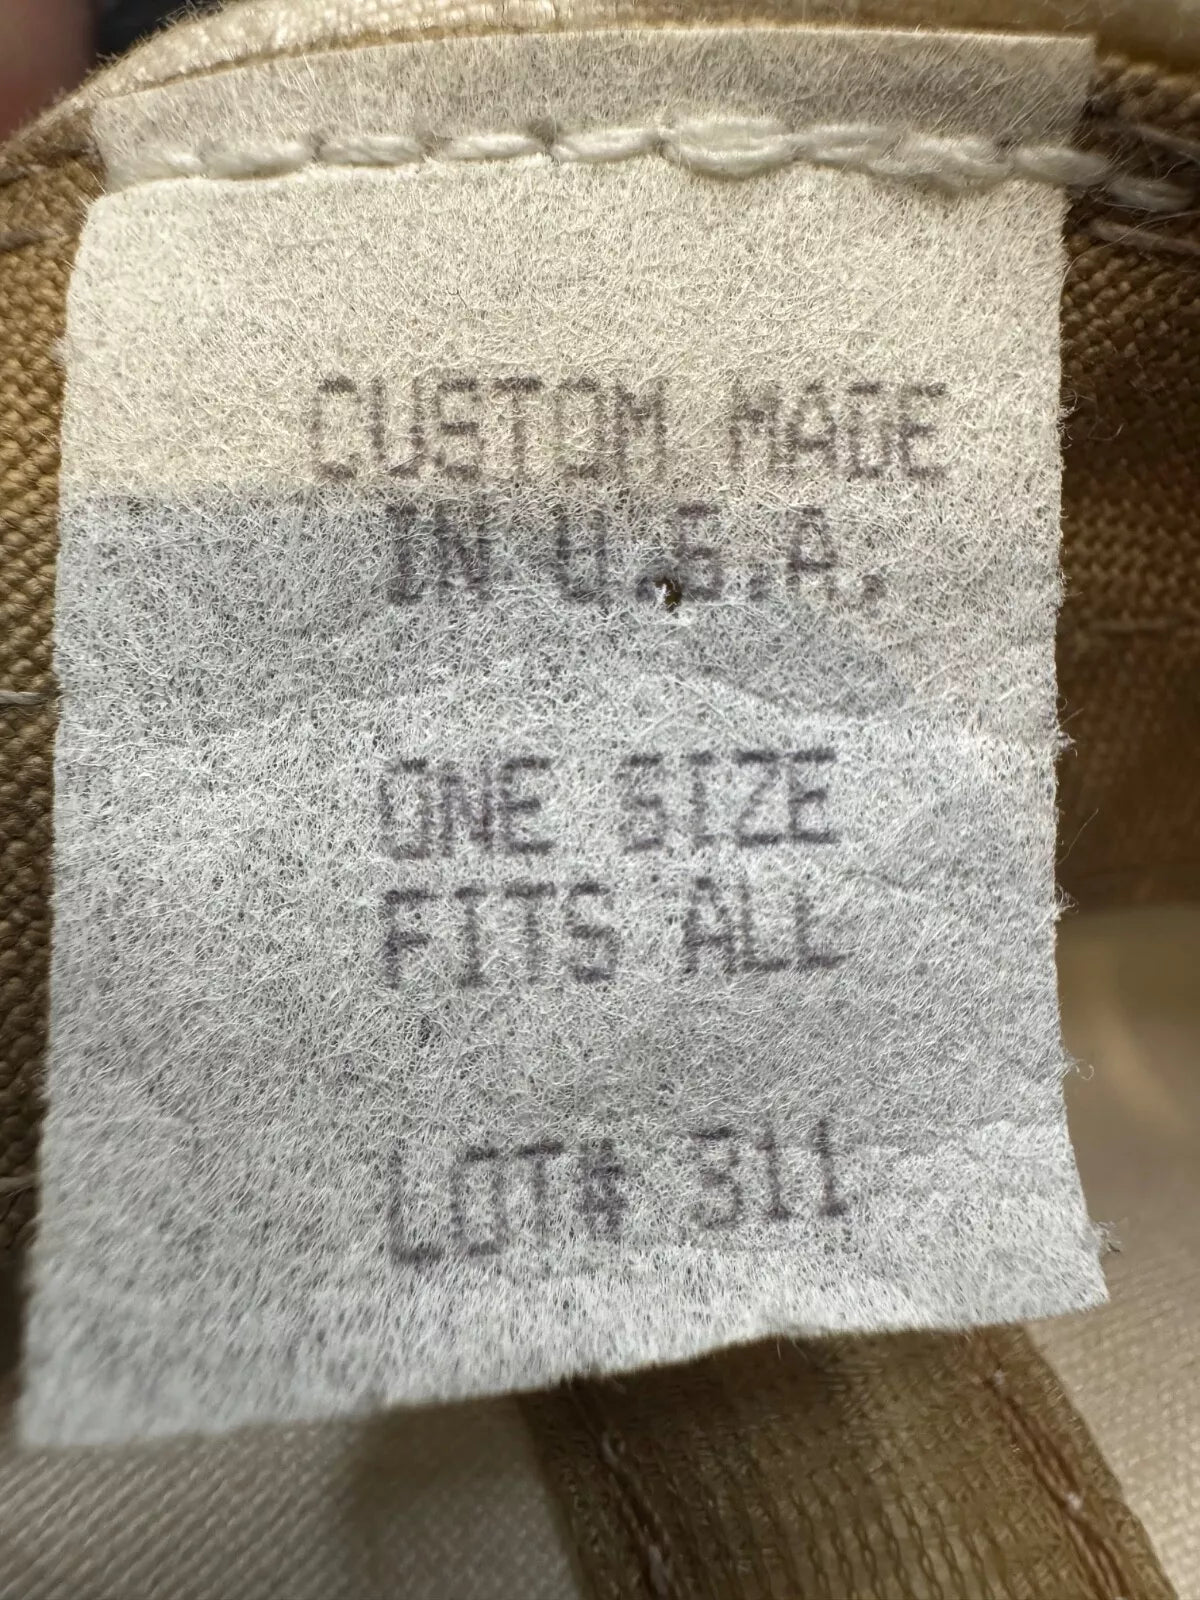 CUSTOM MADE
IN U.S.A.
ONE SIZE
FITS ALL
LOT# 311